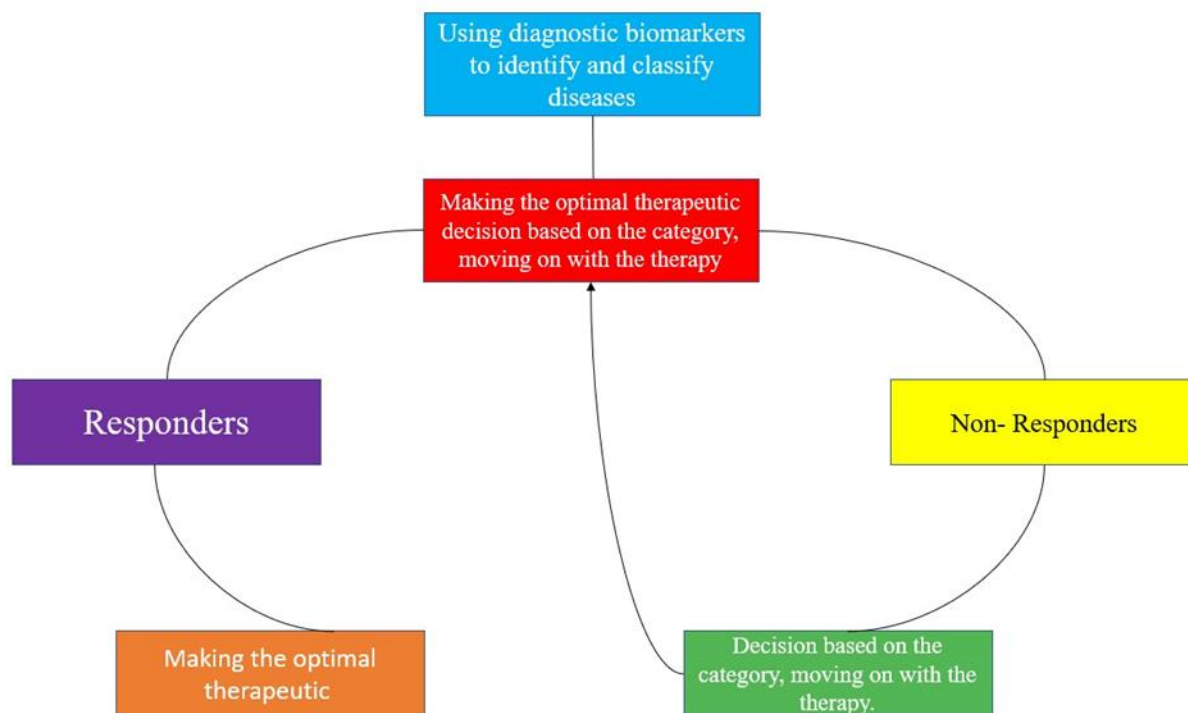 Using diagnostic biomarkers
to identify and classify
diseases
Making the optimal therapeutic
decision based on the category,
moving on with the therapy
Responders
Non- Responders
Making the optimal
therapeutic
Decision based on the
category, moving on with the
therapy.